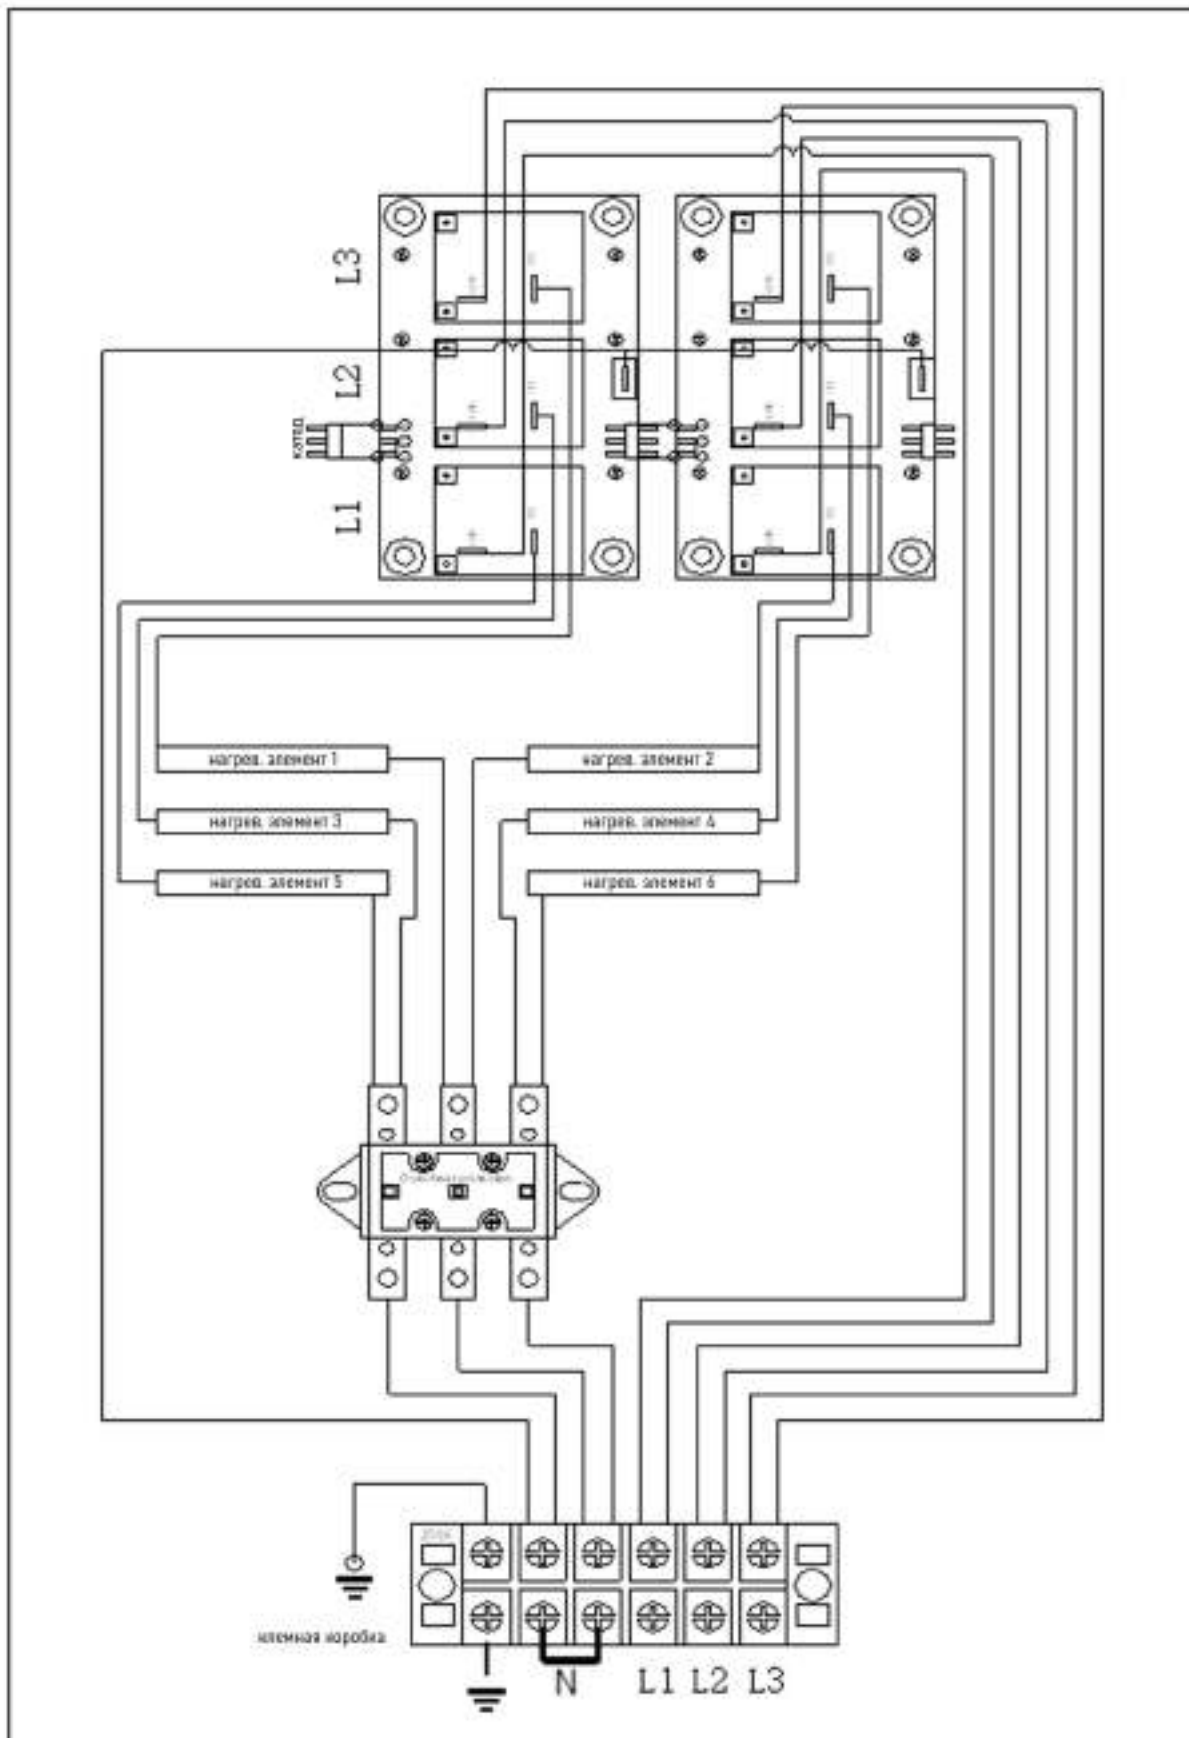 L3
L2
катод
L1
нагрев. элемент 1
нагрев. элемент 2
нагрев. элемент 3
нагрев. элемент 4
нагрев. элемент 5
нагрев. элемент 6
клемная коробка
N
L1 L2 L3